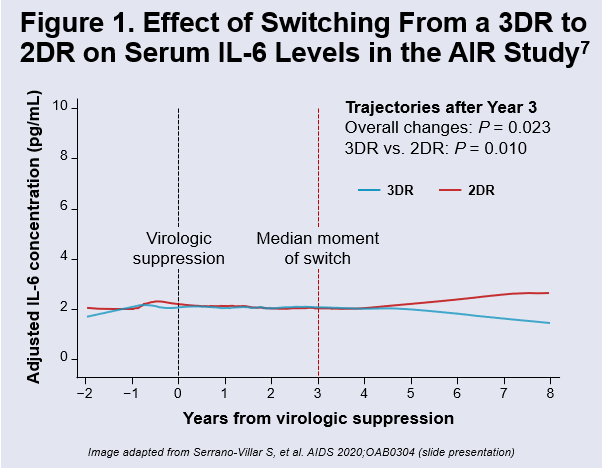 Figure 1. Effect of Switching From a 3DR to
2DR on Serum IL-6 Levels in the AIR Study7
Adjusted IL-6 concentration (pg/mL)
10
8
6
4
2
0
Trajectories after Year 3
Overall changes: P = 0.023
3DR vs. 2DR: P = 0.010
3DR
2DR
Virologic
suppression
Median moment
of switch
−2
−1
0
1
2
3
4
5
6
7
8
Years from virologic suppression
Image adapted from Serrano-Villar S, et al. AIDS 2020;OAB0304 (slide presentation)